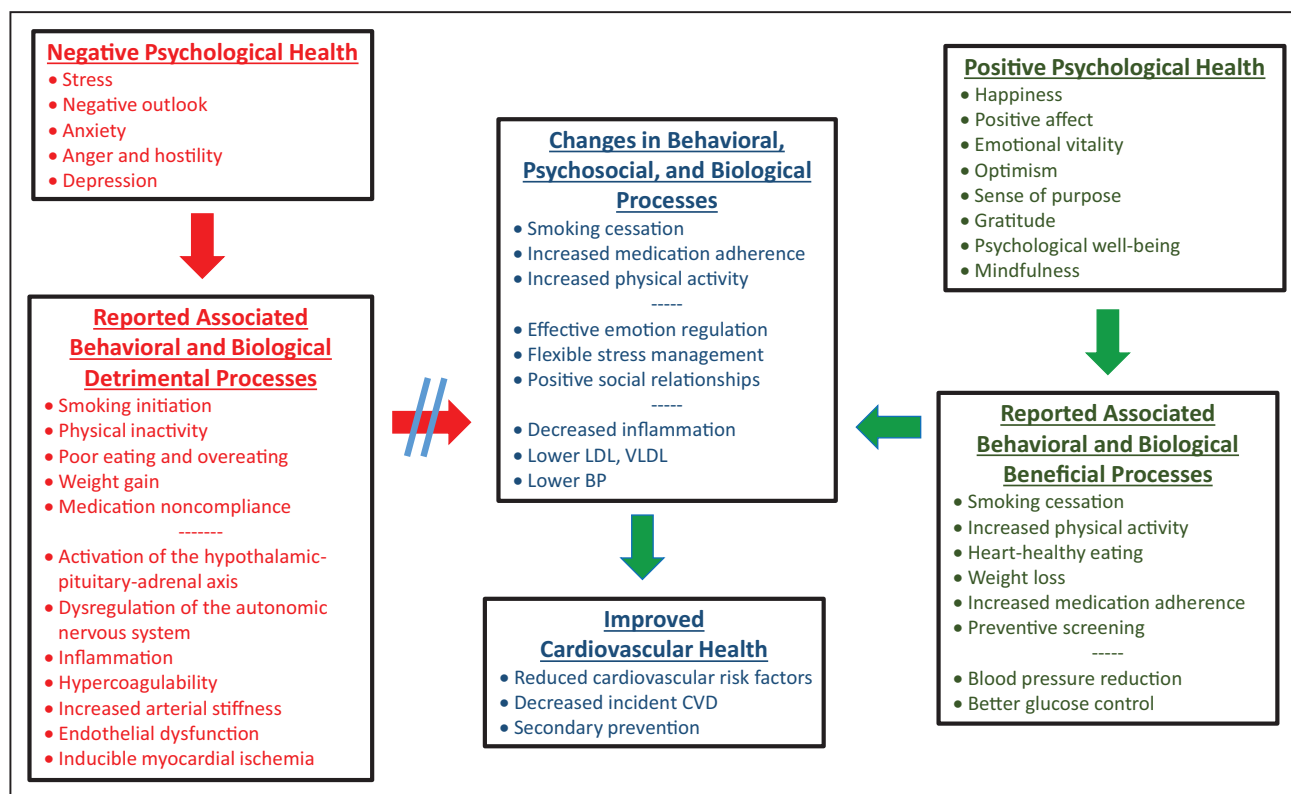 Negative Psychological Health
• Stress
• Negative outlook
• Anxiety
• Anger and hostility
• Depression
Reported Associated
Behavioral and Biological
Detrimental Processes
• Smoking initiation
• Physical inactivity
• Poor eating and overeating
• Weight gain
• Medication noncompliance
-------
• Activation of the hypothalamic-
pituitary-adrenal axis
• Dysregulation of the autonomic
nervous system
• Inflammation
• Hypercoagulability
• Increased arterial stiffness
• Endothelial dysfunction
• Inducible myocardial ischemia
Changes in Behavioral,
Psychosocial, and Biological
Processes
• Smoking cessation
• Increased medication adherence
• Increased physical activity
-----
• Effective emotion regulation
• Flexible stress management
• Positive social relationships
-----
• Decreased inflammation
• Lower LDL, VLDL
• Lower BP
Improved
Cardiovascular Health
• Reduced cardiovascular risk factors
• Decreased incident CVD
• Secondary prevention
Positive Psychological Health
• Happiness
• Positive affect
• Emotional vitality
• Optimism
• Sense of purpose
• Gratitude
• Psychological well-being
• Mindfulness
Reported Associated
Behavioral and Biological
Beneficial Processes
• Smoking cessation
• Increased physical activity
• Heart-healthy eating
• Weight loss
• Increased medication adherence
• Preventive screening
-----
• Blood pressure reduction
• Better glucose control